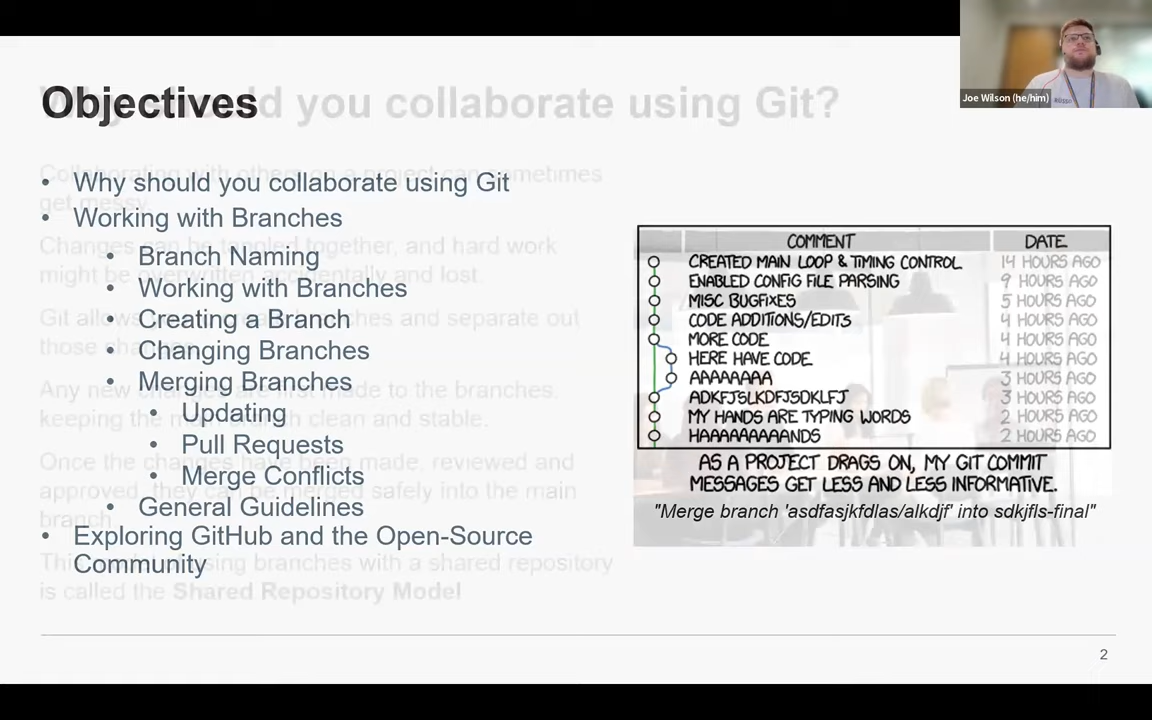 Joe Wilson (he/him)
Objectives
Why should you collaborate using Git?
Collaborating with others on a project can sometimes
get messy.
• Why should you collaborate using Git
• Working with Branches
Changes can be tangled together, and hard work
might be overwritten accidentally and lost.
• Branch Naming
• Working with Branches
• Creating a Branch
Git allows you to create branches and separate out
those changes.
• Changing Branches
• Merging Branches
Any new changes are first made to the branches,
keeping the main branch clean and stable.
• Updating
• Pull Requests
• Merge Conflicts
Once the changes have been made, reviewed and
approved, they can be merged safely into the main
branch.
• General Guidelines
• Exploring GitHub and the Open-Source
Community
using branches with a shared repository
is called the Shared Repository Model
COMMENT DATE
CREATED MAIN LOOP & TIMING CONTROL 14 HOURS AGO
ENABLED CONFIG FILE PARSING 9 HOURS AGO
MISC BUGFIXES 5 HOURS AGO
CODE ADDITIONS/EDITS 4 HOURS AGO
MORE CODE 4 HOURS AGO
HERE HAVE CODE 4 HOURS AGO
AAAAAAAA 3 HOURS AGO
ADKFJSLKDFJSDKLFJ 3 HOURS AGO
MY HANDS ARE TYPING WORDS 2 HOURS AGO
HAAAAAAAAANDS 2 HOURS AGO
AS A PROJECT DRAGS ON, MY GIT COMMIT
MESSAGES GET LESS AND LESS INFORMATIVE.
"Merge branch 'asdfasjkfdlas/alkdjf' into sdkjfls-final"
2